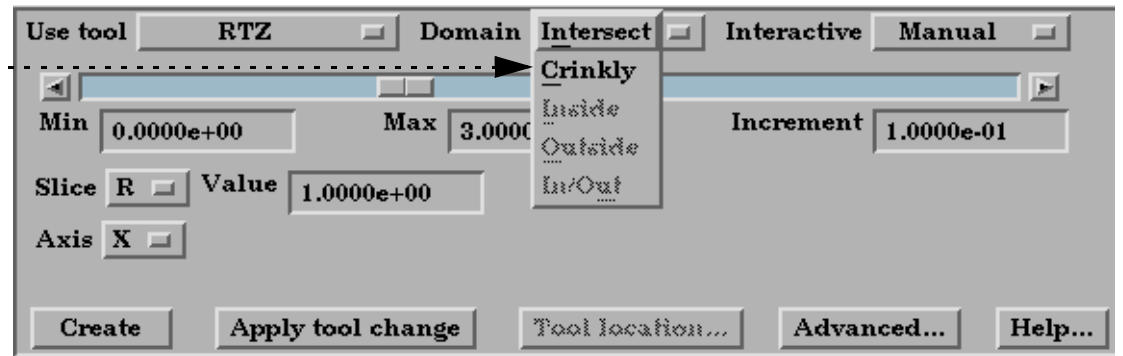 Use tool RTZ Domain Intersect Interactive Manual
Crinkly
Inside
Min 0.0000e+00 Max 3.0000 Increment 1.0000e-01
Outside
Slice R Value 1.0000e+00 In/Out
Axis X
Create Apply tool change Tool location... Advanced... Help...